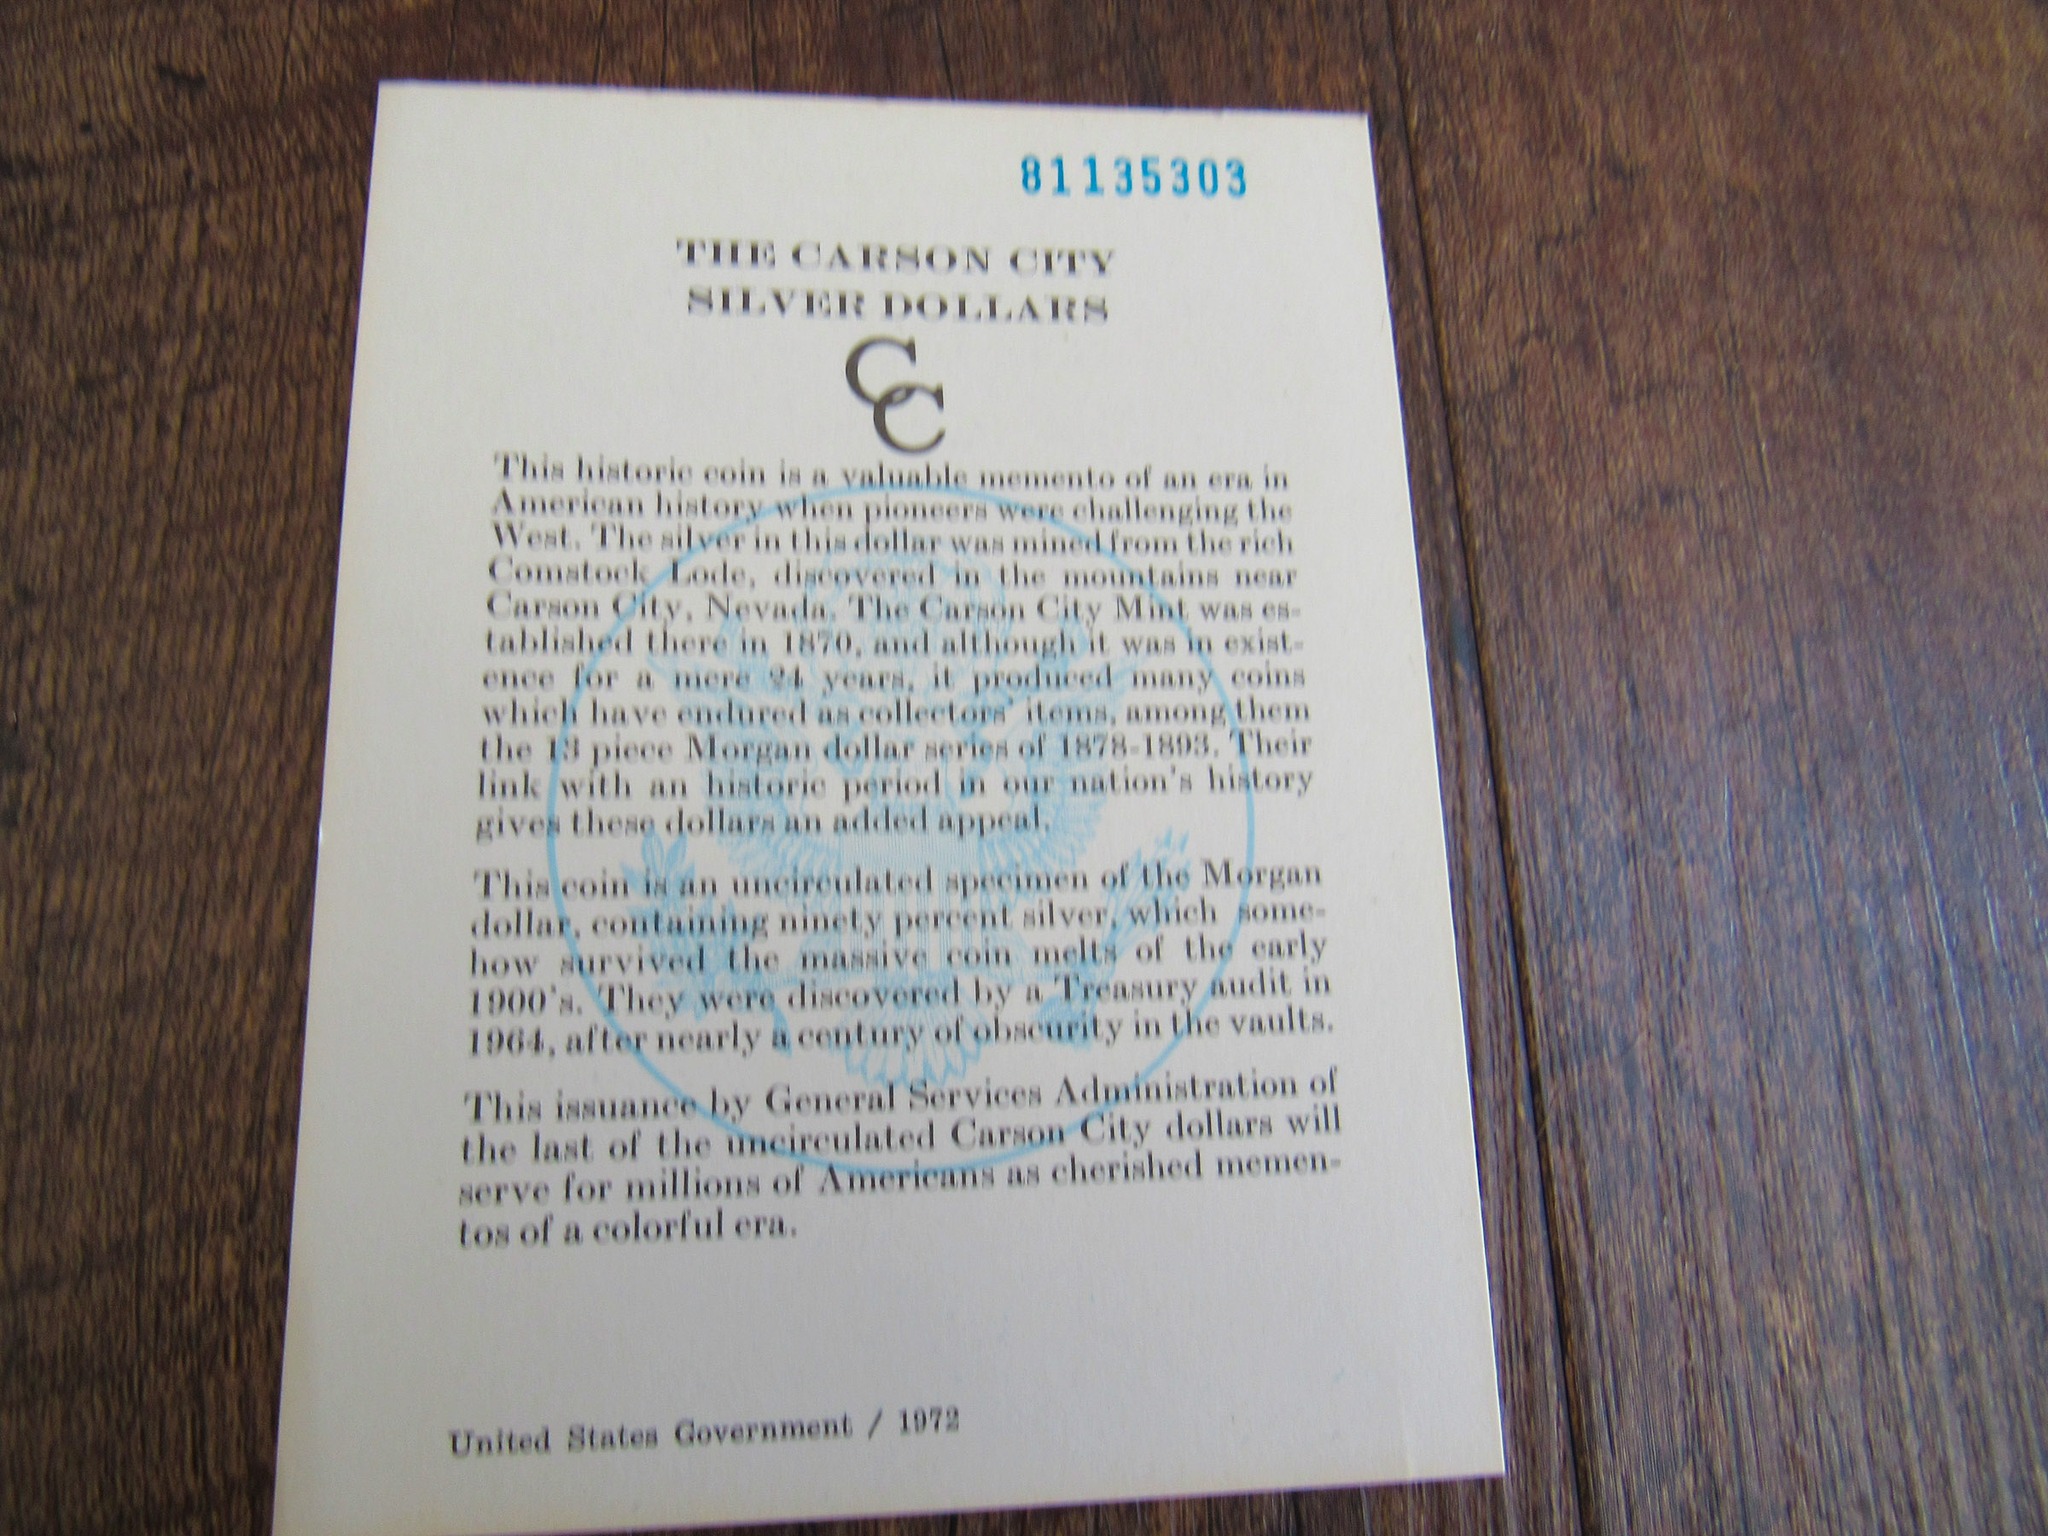 81135303
THE CARSON CITY
SILVER DOLLARS
CC
This historic coin is a valuable memento of an era in
American history when pioneers were challenging the
West. The silver in this dollar was mined from the rich
Comstock Lode, discovered in the mountains near
Carson City, Nevada. The Carson City Mint was es-
tablished there in 1870, and although it was in exist-
ence for a mere 24 years, it produced many coins
which have endured as collectors' items, among them
the 13 piece Morgan dollar series of 1878-1893. Their
link with an historic period in our nation's history
gives these dollars an added appeal.
This coin is an uncirculated specimen of the Morgan
dollar, containing ninety percent silver, which some-
how survived the massive coin melts of the early
1900's. They were discovered by a Treasury audit in
1964, after nearly a century of obscurity in the vaults.
This issuance by General Services Administration of
the last of the uncirculated Carson City dollars will
serve for millions of Americans as cherished memen-
tos of a colorful era.
United States Government / 1972